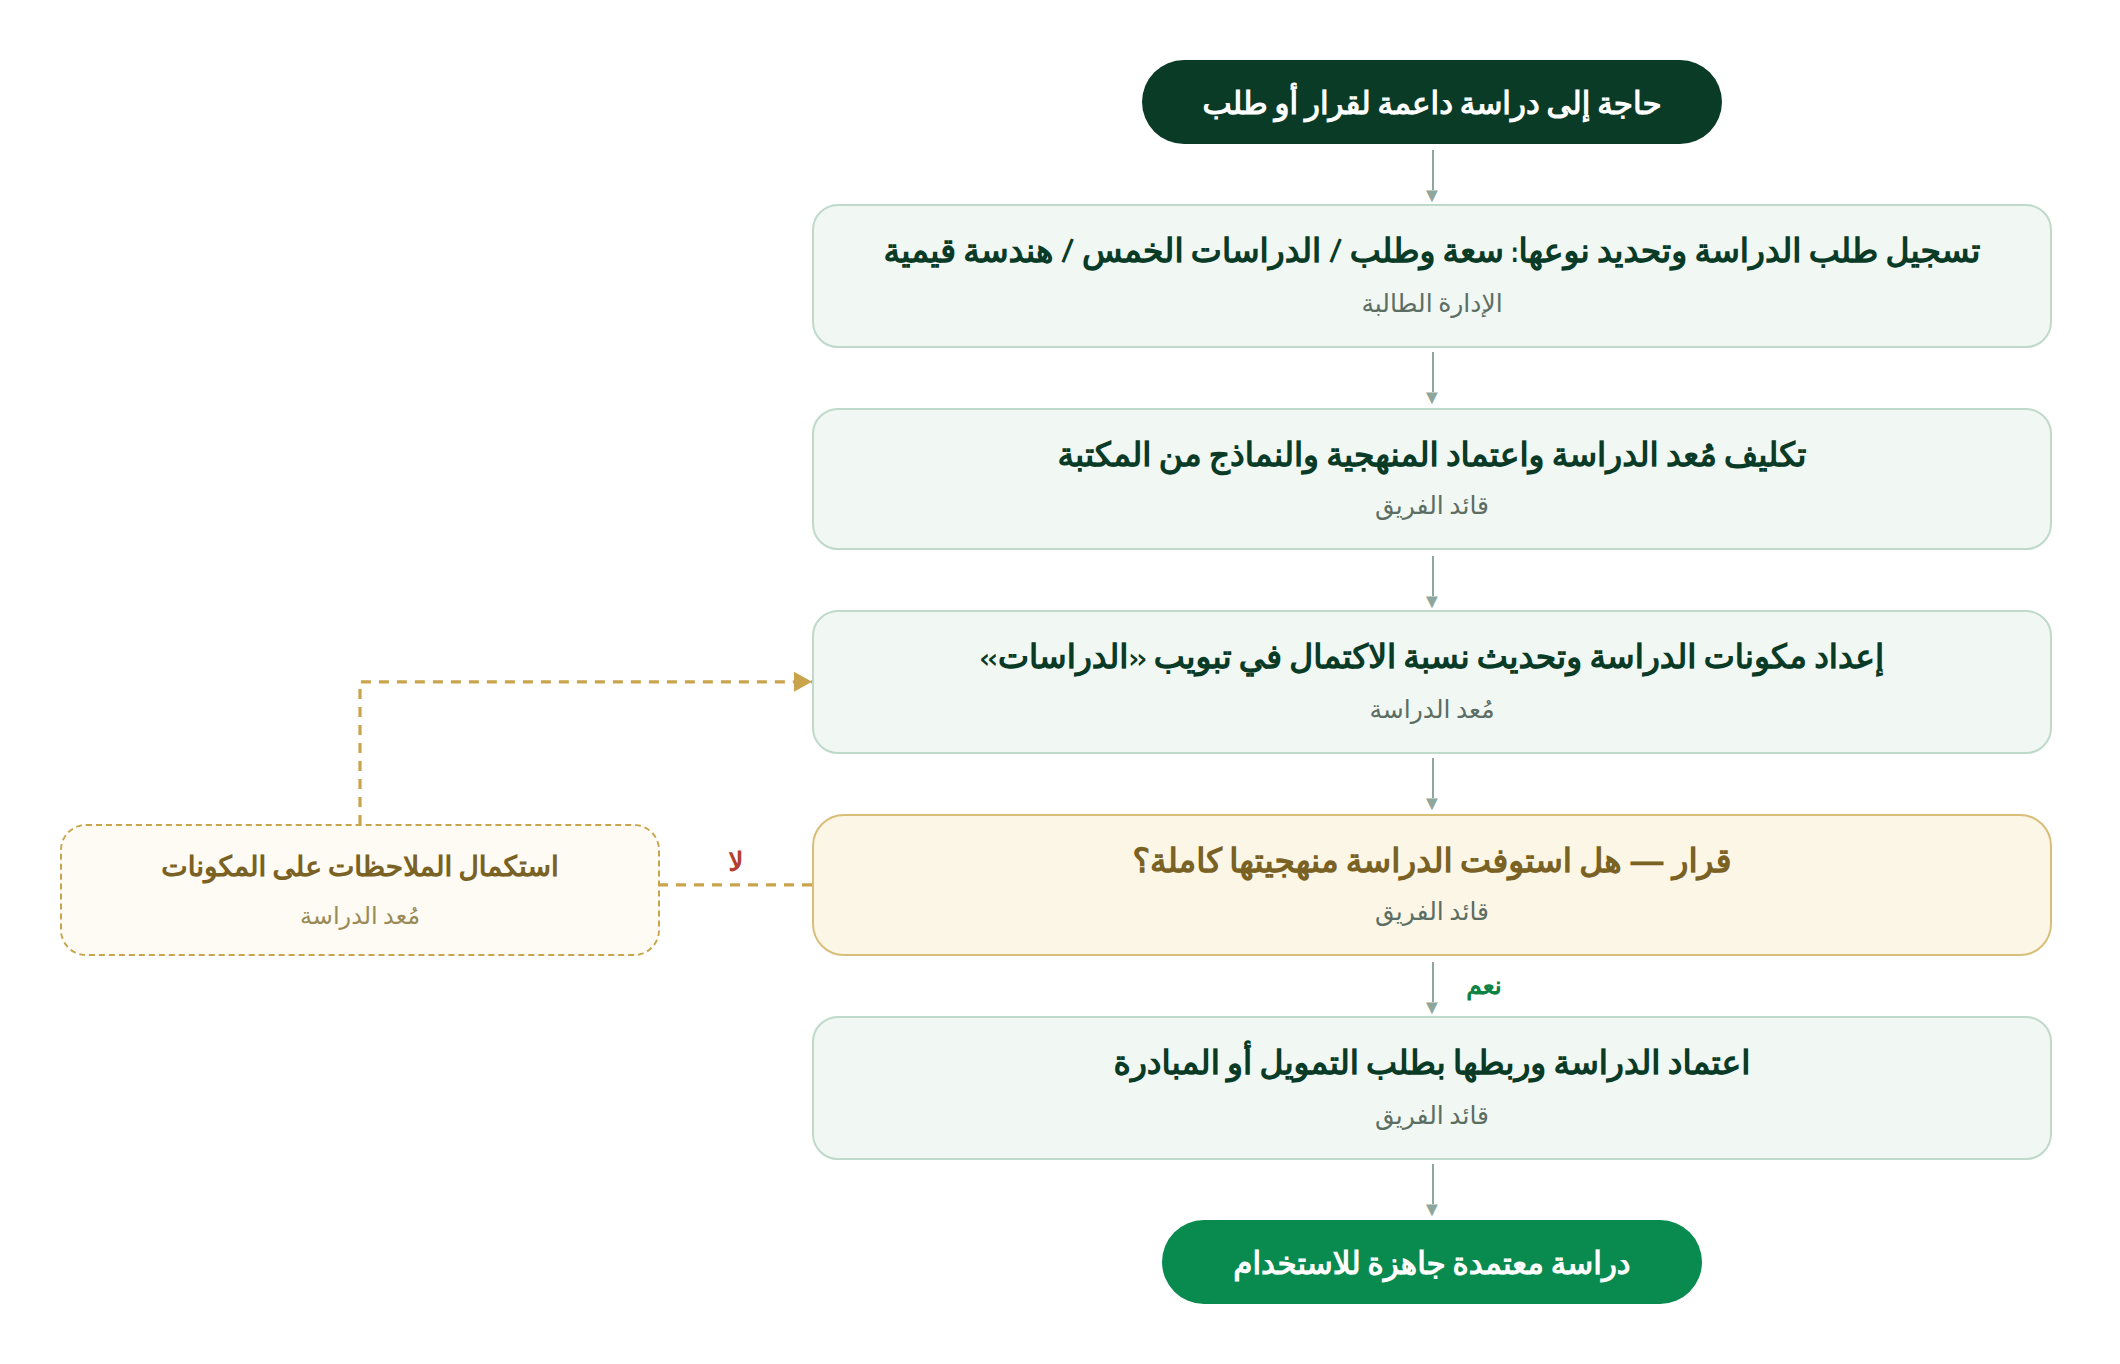 حاجة إلى دراسة داعمة لقرار أو طلب
تسجيل طلب الدراسة وتحديد نوعها: سعة وطلب / الدراسات الخمس / هندسة قيمية
الإدارة الطالبة
تكليف مُعد الدراسة واعتماد المنهجية والنماذج من المكتبة
قائد الفريق
إعداد مكونات الدراسة وتحديث نسبة الاكتمال في تبويب «الدراسات»
مُعد الدراسة
قرار — هل استوفت الدراسة منهجيتها كاملة؟
قائد الفريق
لا
استكمال الملاحظات على المكونات
مُعد الدراسة
نعم
اعتماد الدراسة وربطها بطلب التمويل أو المبادرة
قائد الفريق
دراسة معتمدة جاهزة للاستخدام